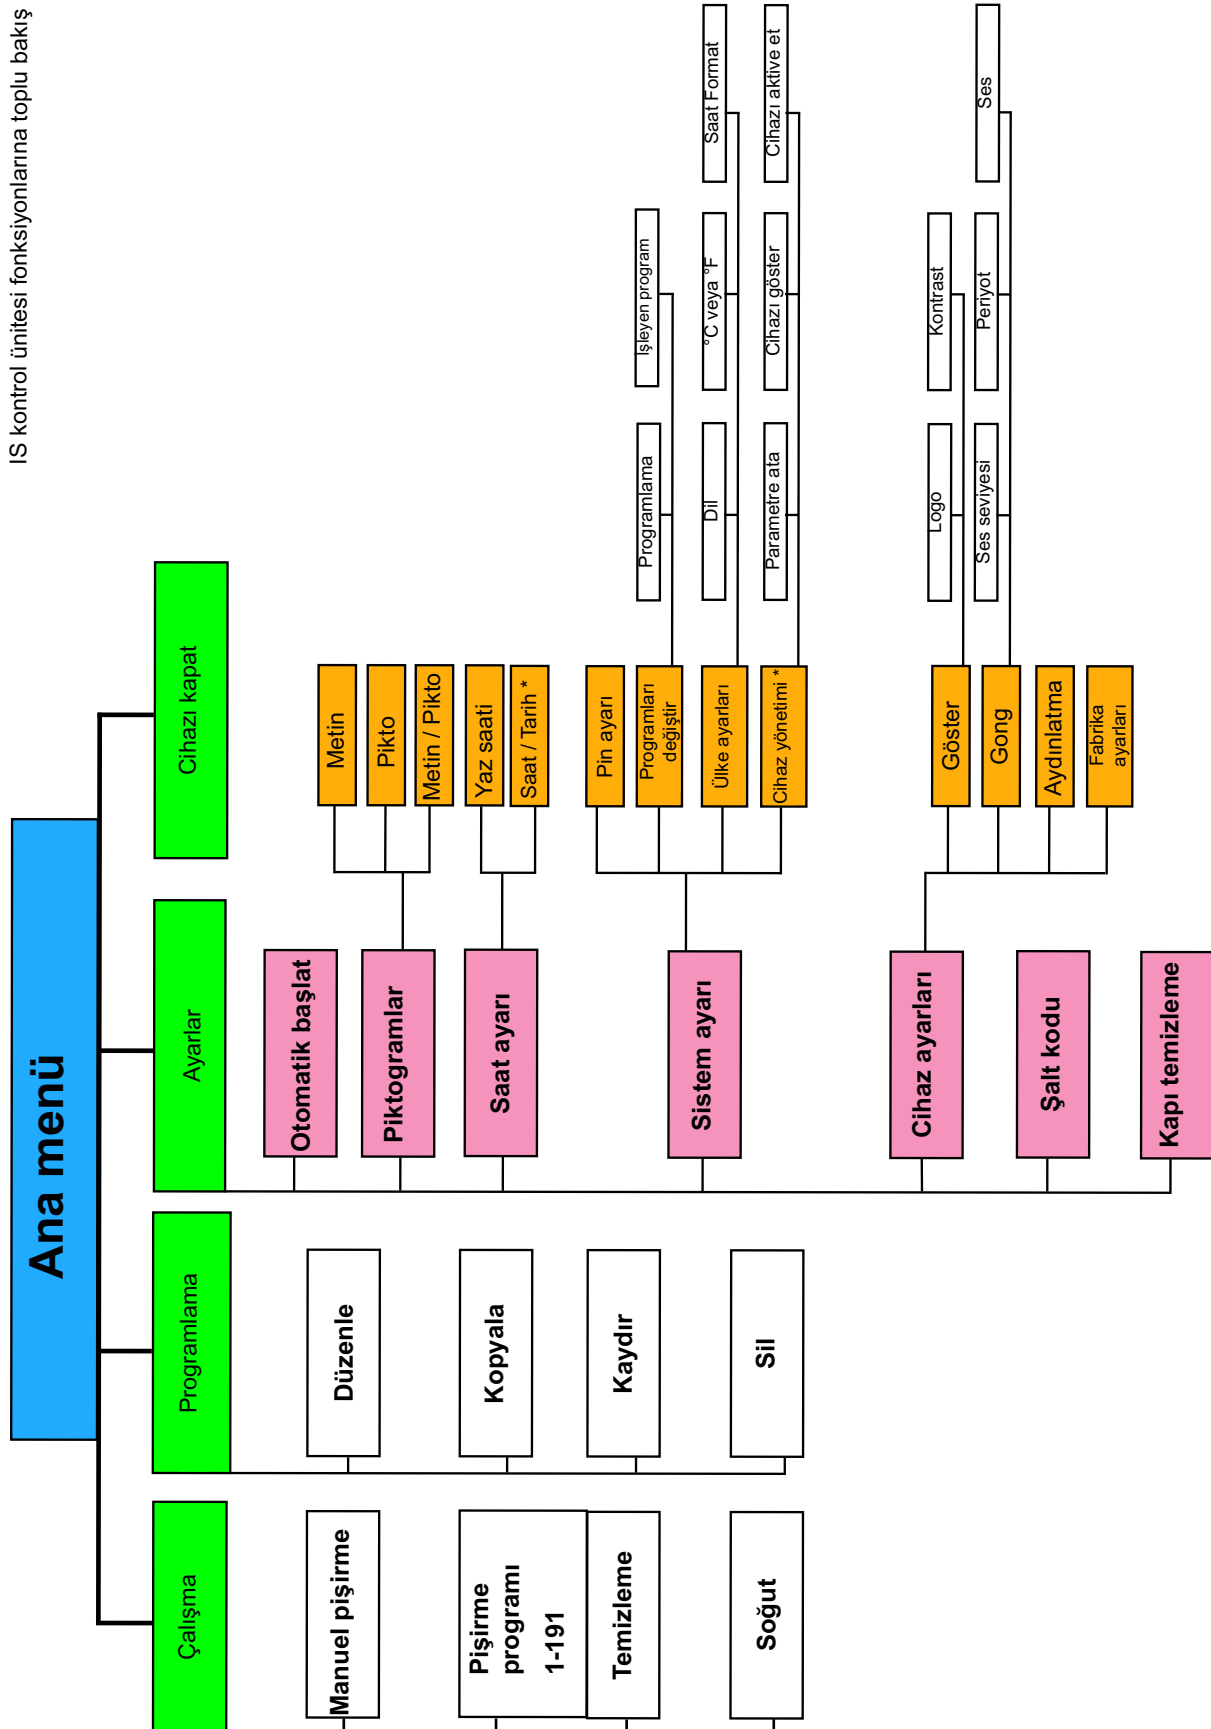 IS kontrol ünitesi fonksiyonlarına toplu bakış
Ana menü
Çalışma
Programlama
Ayarlar
Cihazı kapat
Manuel pişirme
Pişirme
programı
1-191
Temizleme
Soğut
Düzenle
Kopyala
Kaydır
Sil
Otomatik başlat
Piktogramlar
Metin
Pikto
Metin / Pikto
Saat ayarı
Yaz saati
Saat / Tarih *
Sistem ayarı
Pin ayarı
Programları
değiştir
Programlama
İşleyen program
Ülke ayarları
Dil
°C veya °F
Saat Format
Cihaz yönetimi *
Parametre ata
Cihazı göster
Cihazı aktive et
Cihaz ayarları
Göster
Logo
Kontrast
Gong
Ses seviyesi
Periyot
Ses
Aydınlatma
Fabrika
ayarları
Şalt kodu
Kapı temizleme